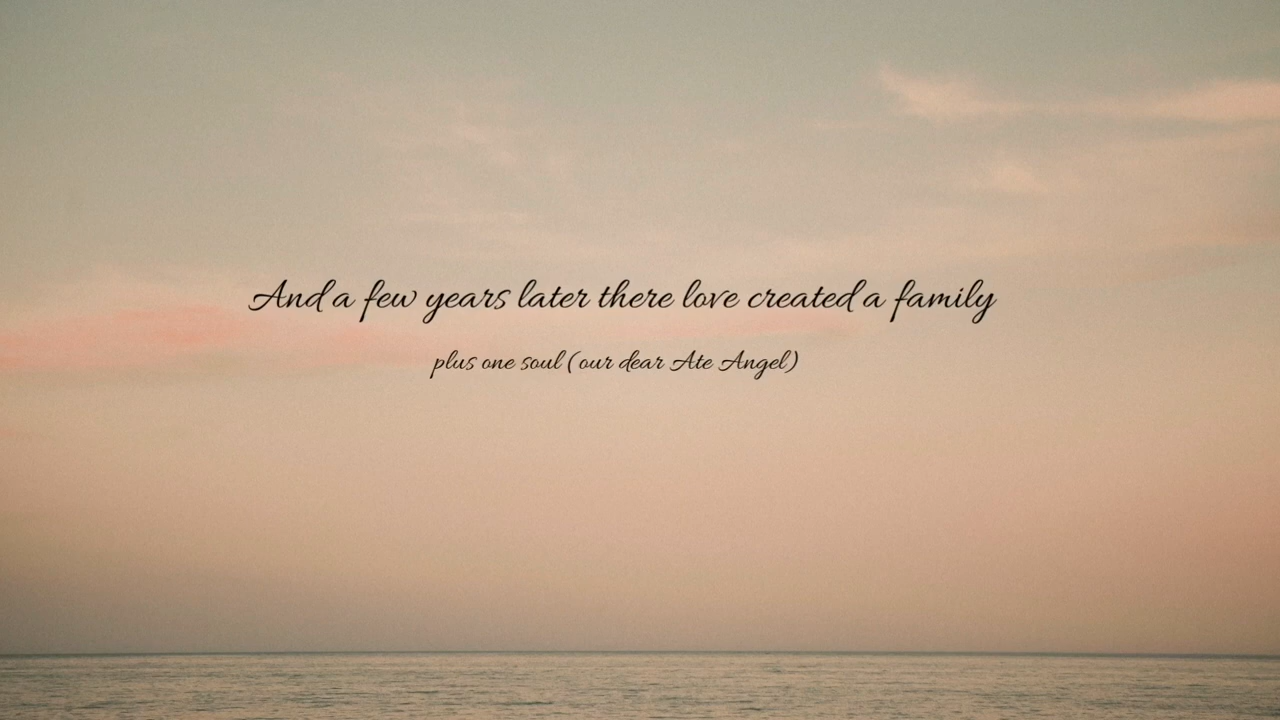 And a few years later there love created a family
plus one soul (our dear Ate Angel)